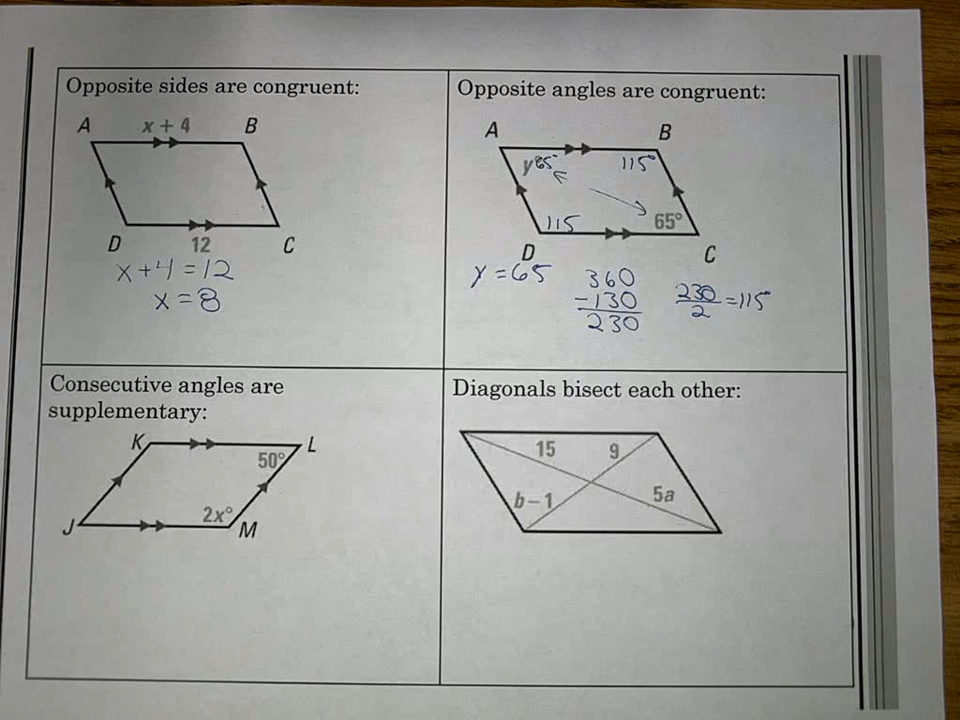 Opposite sides are congruent:
A x + 4 B
D 12 C
x + 4 = 12
x = 8
Opposite angles are congruent:
A B
y 65° 115°
115 65°
D C
y = 65
360
-130
230
230/2 = 115°
Consecutive angles are
supplementary:
K L
50°
2x°
J M
Diagonals bisect each other:
15 9
b – 1 5a